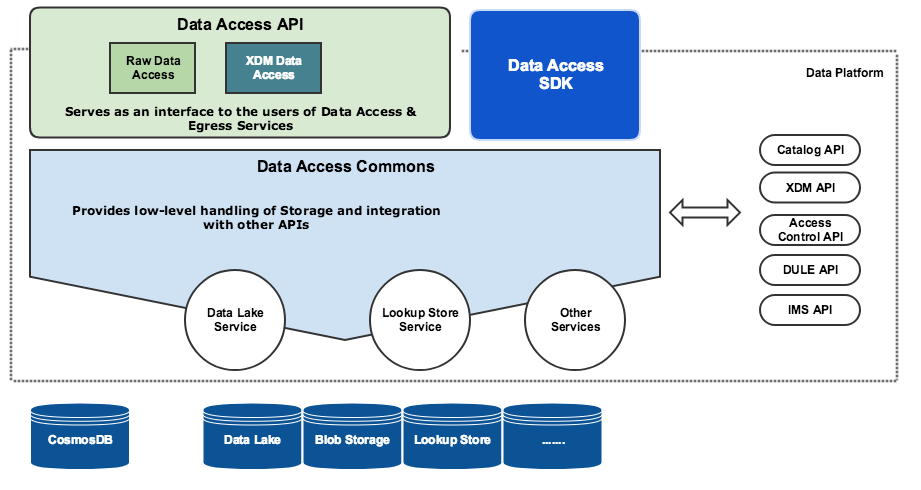 Data Access API
Raw Data
Access
XDM Data
Access
Serves as an interface to the users of Data Access &
Egress Services
Data Access
SDK
Data Platform
Data Access Commons
Provides low-level handling of Storage and integration
with other APIs
Data Lake
Service
Lookup Store
Service
Other
Services
Catalog API
XDM API
Access
Control API
DULE API
IMS API
CosmosDB
Data Lake
Blob Storage
Lookup Store
.......